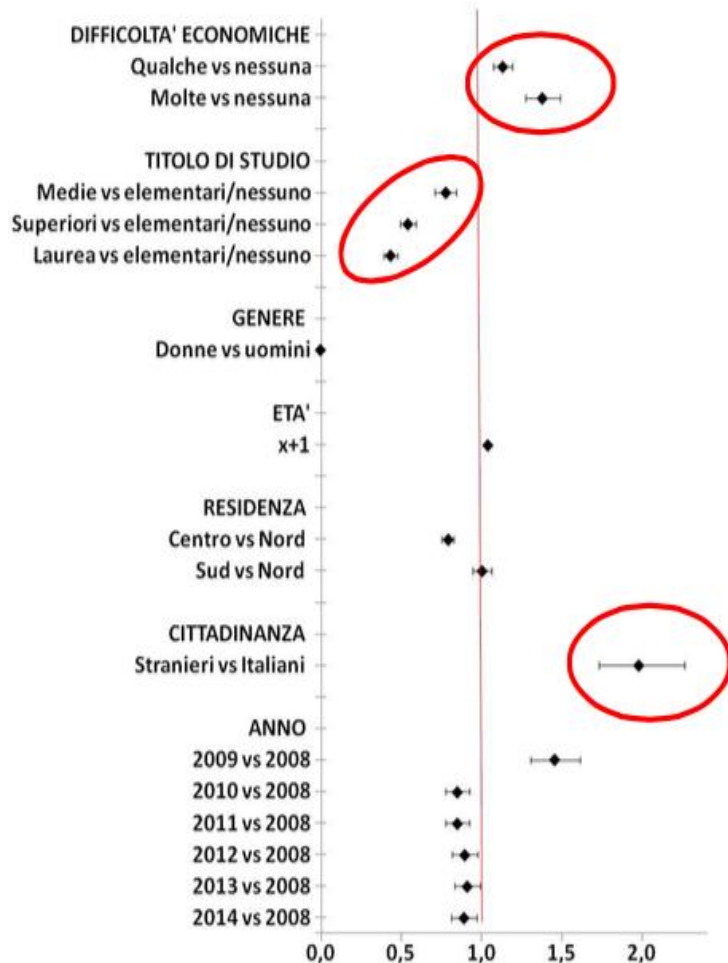 DIFFICOLTA' ECONOMICHE
Qualche vs nessuna
Molte vs nessuna
TITOLO DI STUDIO
Medie vs elementari/nessuno
Superiori vs elementari/nessuno
Laurea vs elementari/nessuno
GENERE
Donne vs uomini
ETA'
x+1
RESIDENZA
Centro vs Nord
Sud vs Nord
CITTADINANZA
Stranieri vs Italiani
ANNO
2009 vs 2008
2010 vs 2008
2011 vs 2008
2012 vs 2008
2013 vs 2008
2014 vs 2008
0,0 0,5 1,0 1,5 2,0